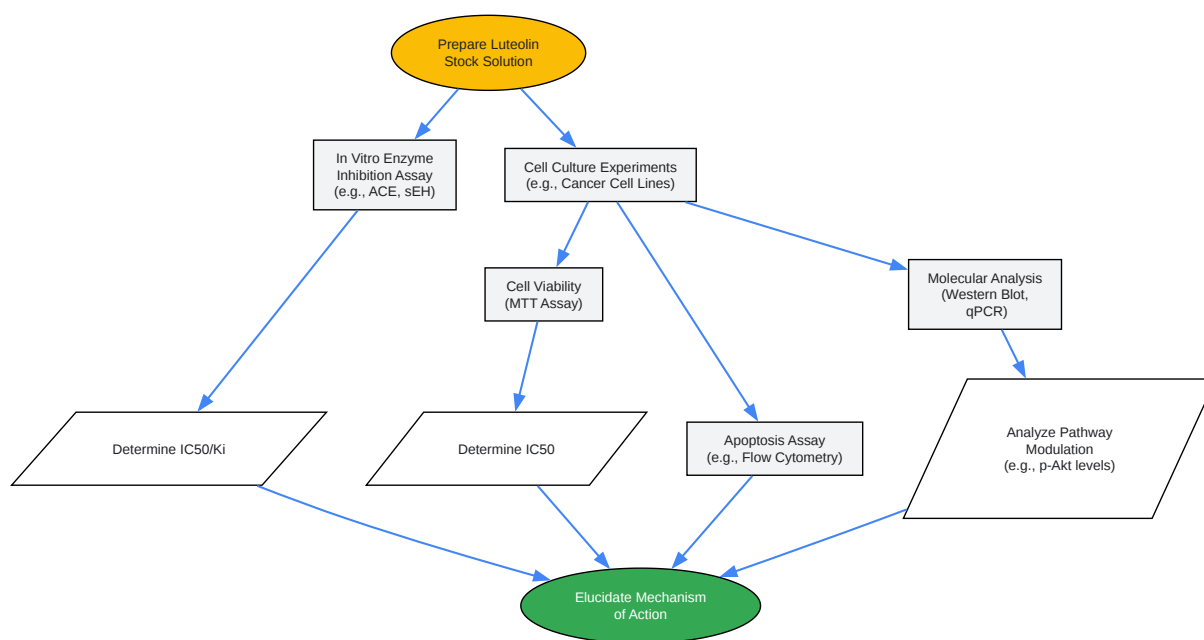 Prepare Luteolin
Stock Solution
In Vitro Enzyme
Inhibition Assay
(e.g., ACE, sEH)
Cell Culture Experiments
(e.g., Cancer Cell Lines)
Cell Viability
(MTT Assay)
Molecular Analysis
(Western Blot,
qPCR)
Determine IC50/Ki
Determine IC50
Apoptosis Assay
(e.g., Flow Cytometry)
Analyze Pathway
Modulation
(e.g., p-Akt levels)
Elucidate Mechanism
of Action